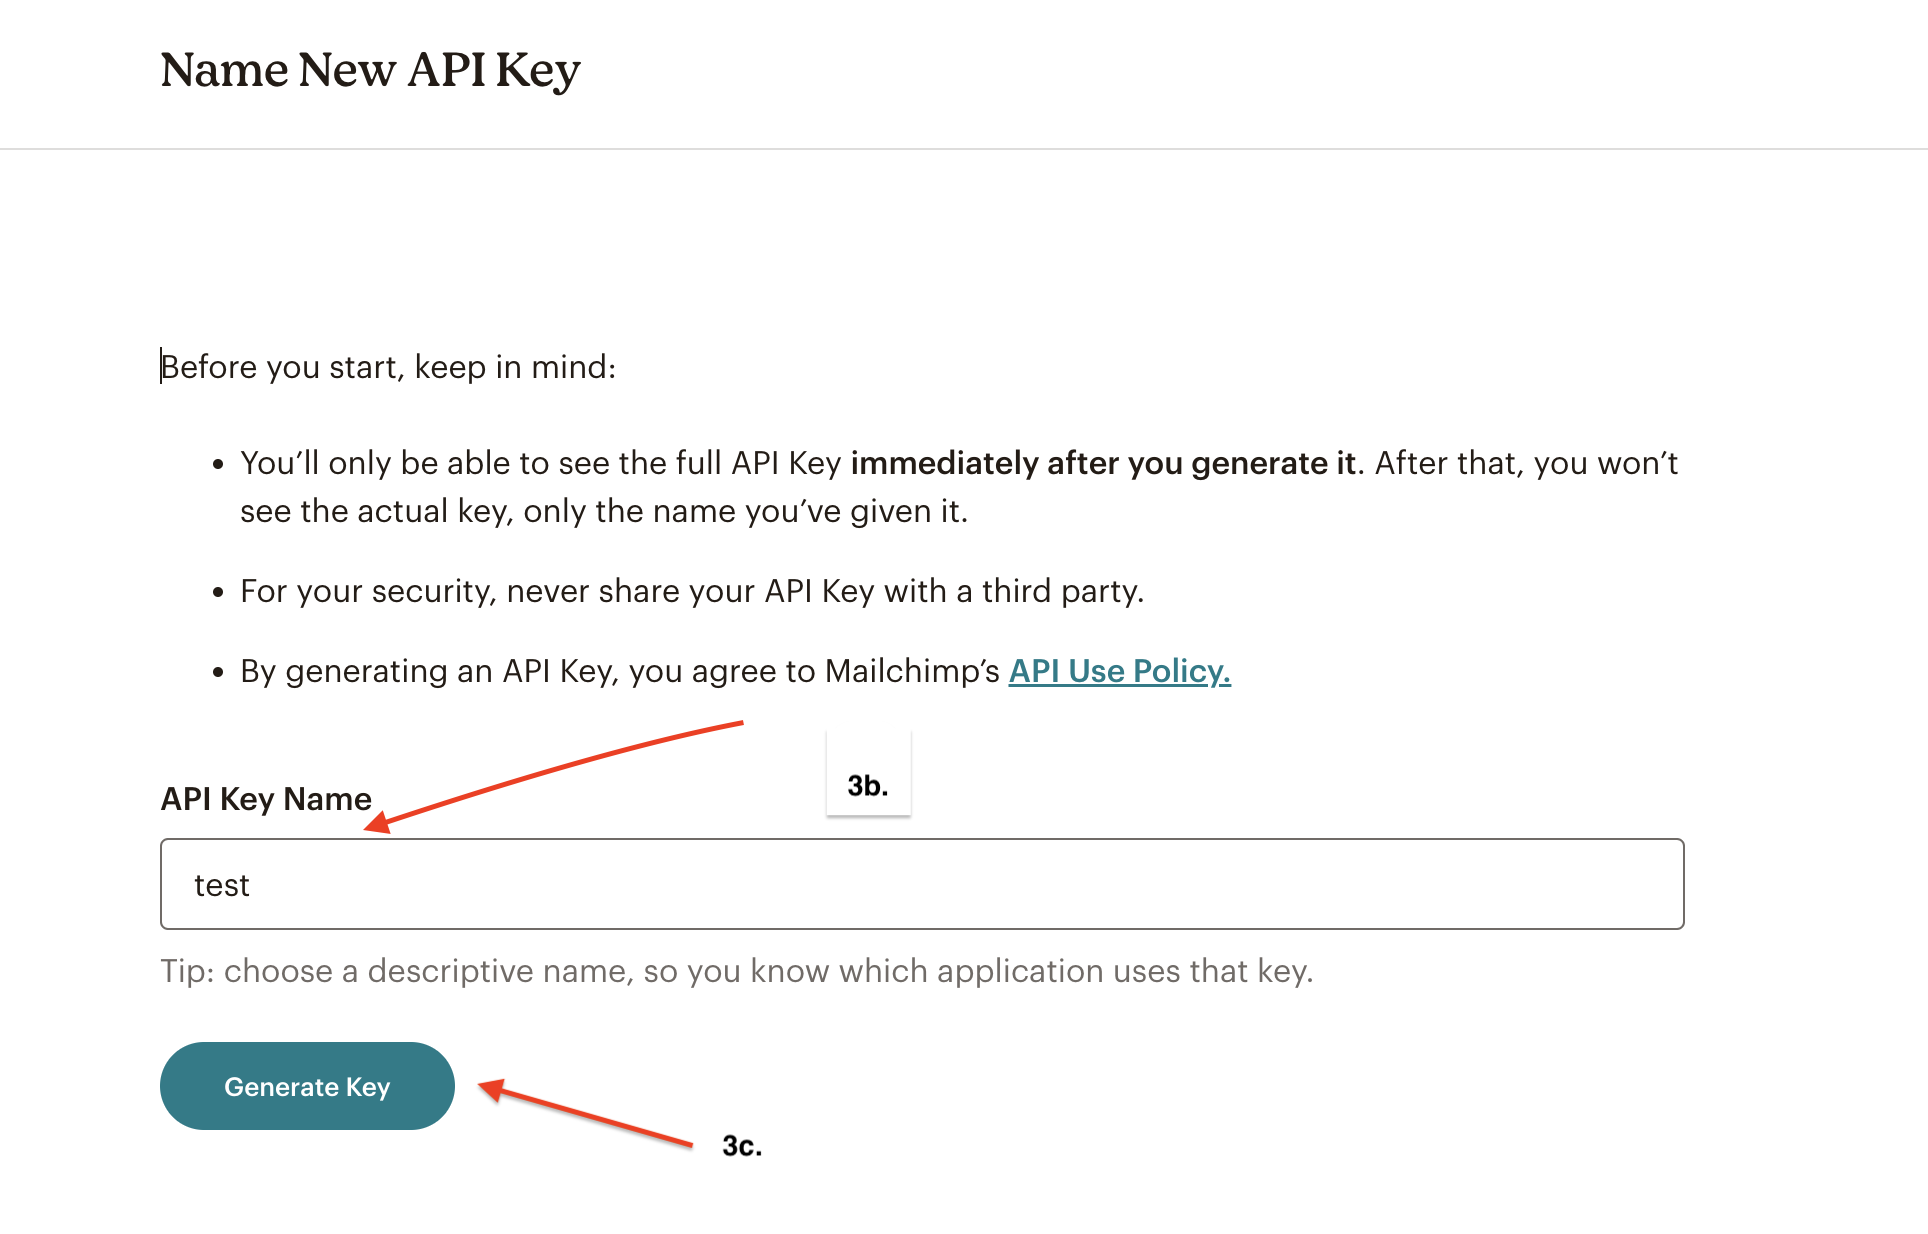 Name New API Key
Before you start, keep in mind:
• You’ll only be able to see the full API Key immediately after you generate it. After that, you won’t
see the actual key, only the name you’ve given it.
• For your security, never share your API Key with a third party.
• By generating an API Key, you agree to Mailchimp’s API Use Policy.
3b.
API Key Name
test
Tip: choose a descriptive name, so you know which application uses that key.
Generate Key
3c.